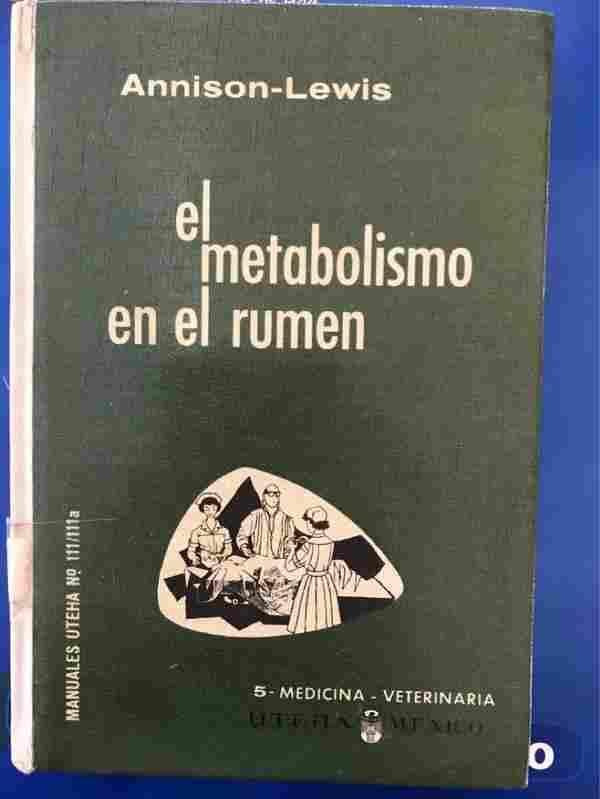 Annison-Lewis
el
metabolismo
en el rumen
MANUALES UTEHA Nº 111/111a
5 - MEDICINA - VETERINARIA
UTEHA MEXICO
o